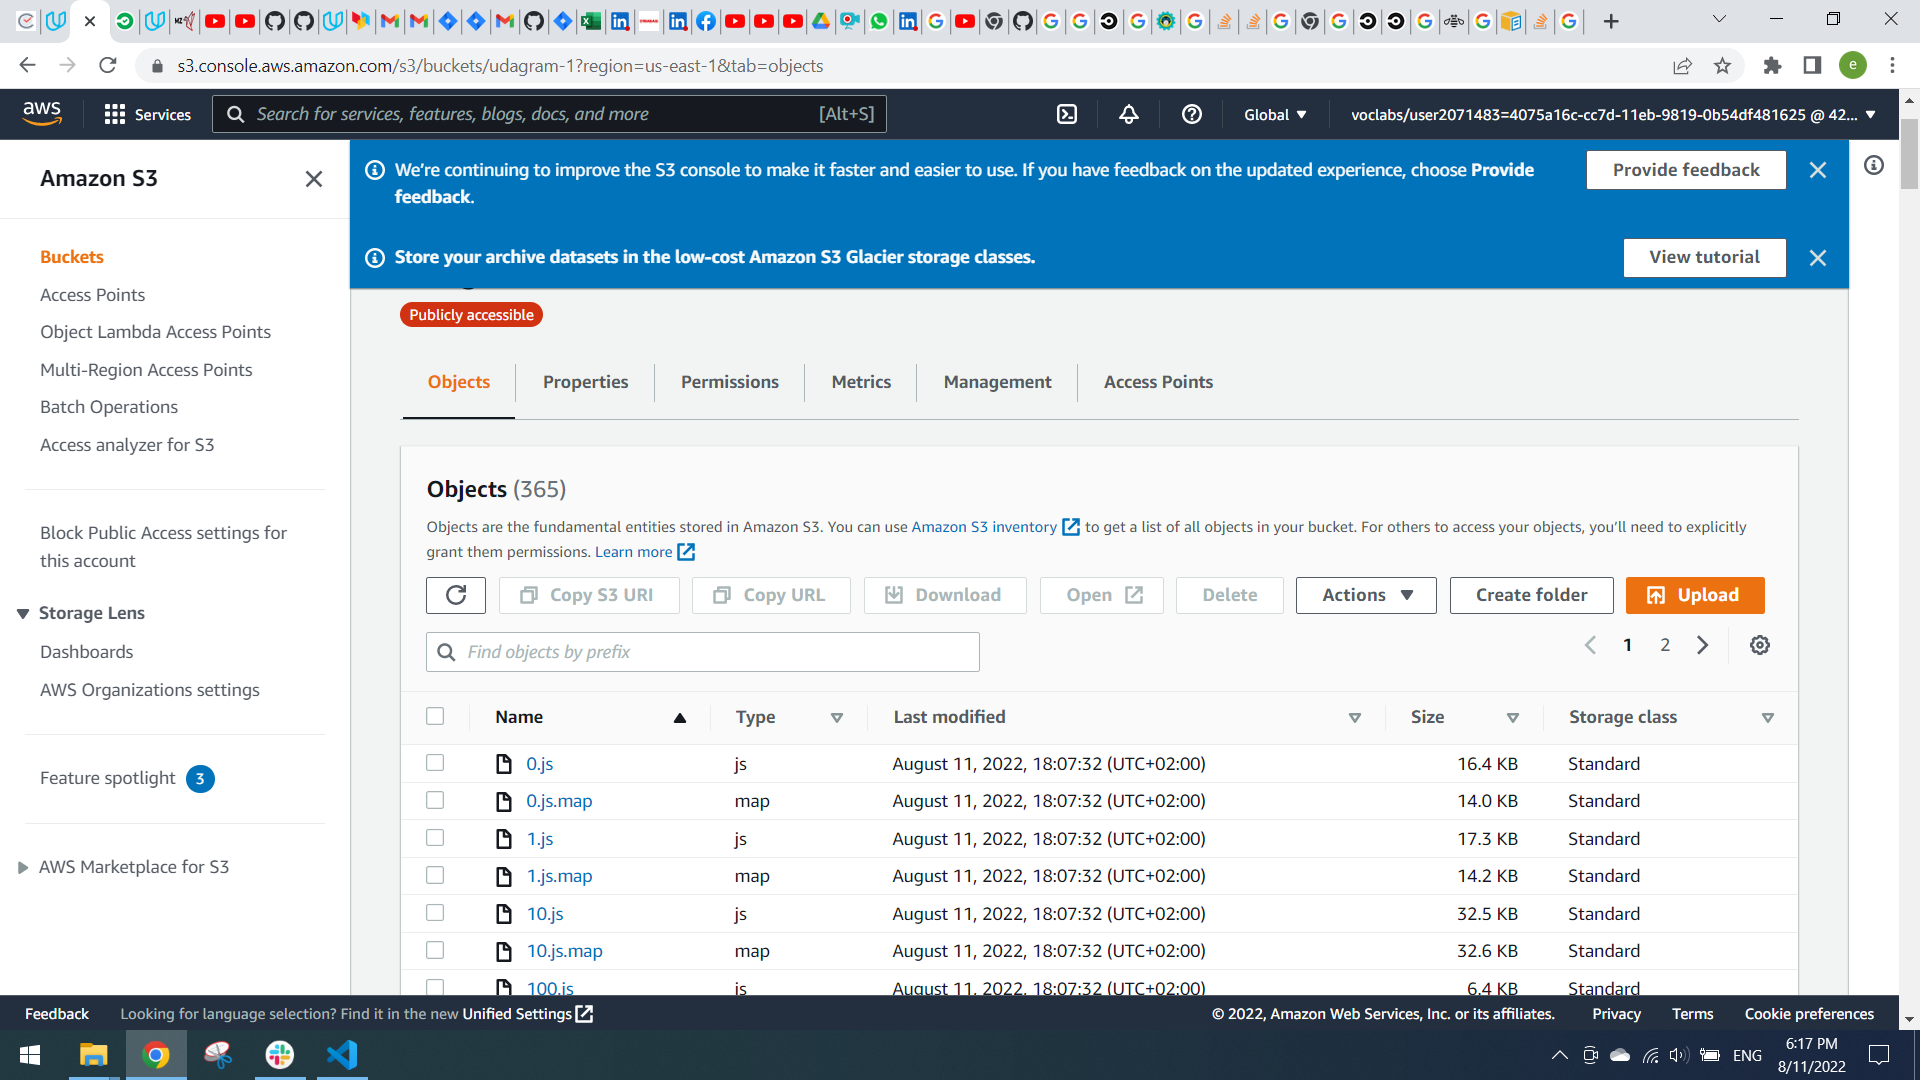 s3.console.aws.amazon.com/s3/buckets/udagram-1?region=us-east-1&tab=objects
e
aws
Services
Search for services, features, blogs, docs, and more
[Alt+S]
Global
voclabs/user2071483=4075a16c-cc7d-11eb-9819-0b54df481625 @ 42...
Amazon S3
We're continuing to improve the S3 console to make it faster and easier to use. If you have feedback on the updated experience, choose Provide
feedback.
Provide feedback
Store your archive datasets in the low-cost Amazon S3 Glacier storage classes.
View tutorial
Buckets
Access Points
Object Lambda Access Points
Multi-Region Access Points
Batch Operations
Access analyzer for S3
Block Public Access settings for
this account
Storage Lens
Dashboards
AWS Organizations settings
Feature spotlight 3
AWS Marketplace for S3
Publicly accessible
Objects Properties Permissions Metrics Management Access Points
Objects (365)
Objects are the fundamental entities stored in Amazon S3. You can use Amazon S3 inventory to get a list of all objects in your bucket. For others to access your objects, you'll need to explicitly
grant them permissions. Learn more
Copy S3 URI Copy URL Download Open Delete Actions Create folder Upload
Find objects by prefix
1 2
Name Type Last modified Size Storage class
0.js js August 11, 2022, 18:07:32 (UTC+02:00) 16.4 KB Standard
0.js.map map August 11, 2022, 18:07:32 (UTC+02:00) 14.0 KB Standard
1.js js August 11, 2022, 18:07:32 (UTC+02:00) 17.3 KB Standard
1.js.map map August 11, 2022, 18:07:32 (UTC+02:00) 14.2 KB Standard
10.js js August 11, 2022, 18:07:32 (UTC+02:00) 32.5 KB Standard
10.js.map map August 11, 2022, 18:07:32 (UTC+02:00) 32.6 KB Standard
100.js js August 11, 2022, 18:07:32 (UTC+02:00) 6.4 KB Standard
Feedback Looking for language selection? Find it in the new Unified Settings
© 2022, Amazon Web Services, Inc. or its affiliates. Privacy Terms Cookie preferences
ENG
6:17 PM
8/11/2022